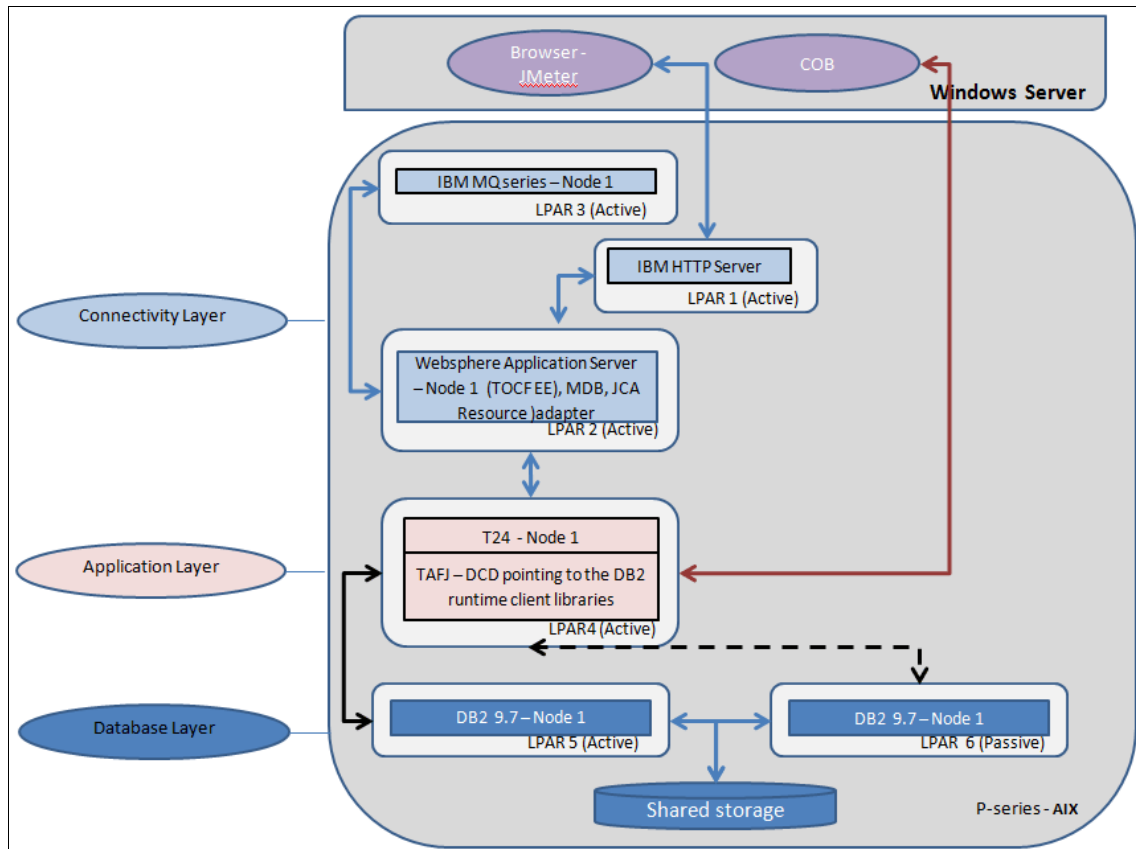 Browser -
JMeter
COB
Windows Server
IBM MQ series – Node 1
LPAR 3 (Active)
IBM HTTP Server
LPAR 1 (Active)
Connectivity Layer
Websphere Application Server
– Node 1 (TOCFEE), MDB, JCA
Resource )adapter
LPAR 2 (Active)
T24 - Node 1
Application Layer
TAFJ – DCD pointing to the DB2
runtime client libraries
LPAR4 (Active)
Database Layer
DB2 9.7 – Node 1
LPAR 5 (Active)
DB2 9.7 – Node 1
LPAR 6 (Passive)
Shared storage
P-series - AIX